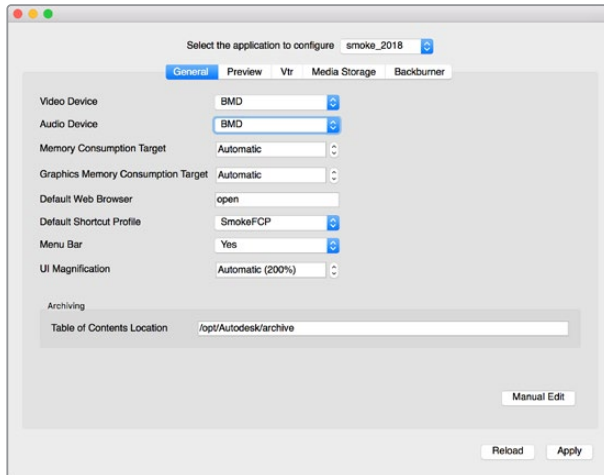 Select the application to configure smoke_2018
General Preview Vtr Media Storage Backburner
Video Device BMD
Audio Device BMD
Memory Consumption Target Automatic
Graphics Memory Consumption Target Automatic
Default Web Browser open
Default Shortcut Profile SmokeFCP
Menu Bar Yes
UI Magnification Automatic (200%)
Archiving
Table of Contents Location /opt/Autodesk/archive
Manual Edit
Reload Apply